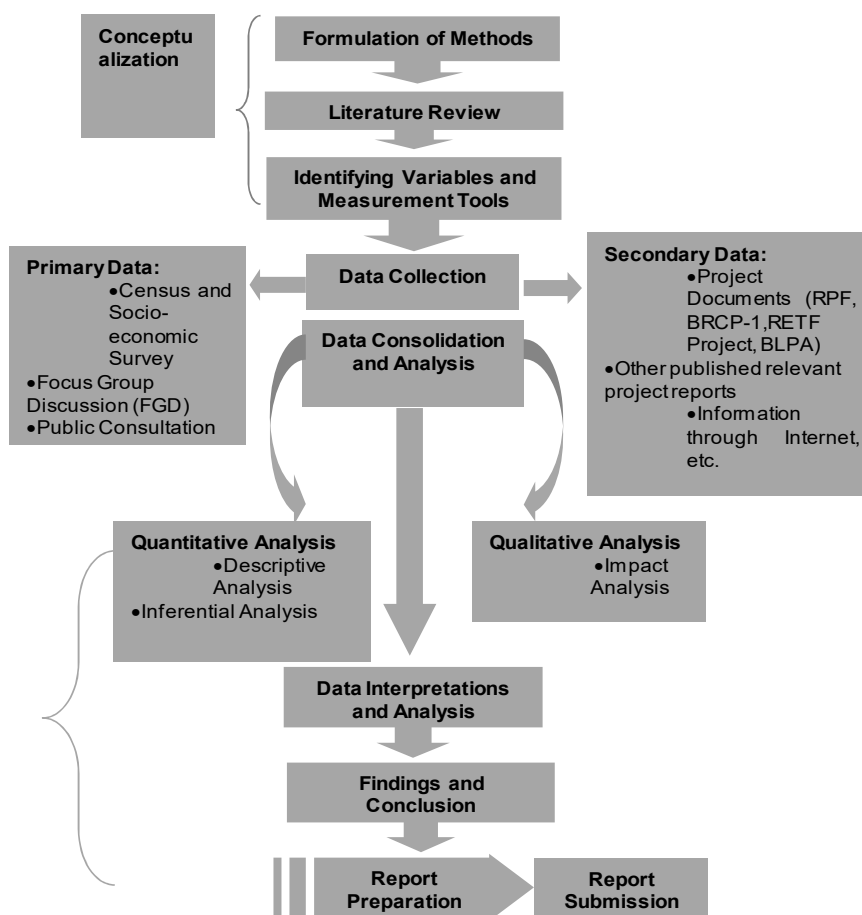 Conceptu
alization
Formulation of Methods
Literature Review
Identifying Variables and
Measurement Tools
Primary Data:
•Census and
Socio-
economic
Survey
•Focus Group
Discussion (FGD)
•Public Consultation
Data Collection
Data Consolidation
and Analysis
Secondary Data:
•Project
Documents (RPF,
BRCP-1,RETF
Project, BLPA)
•Other published relevant
project reports
•Information
through Internet,
etc.
Quantitative Analysis
•Descriptive
Analysis
•Inferential Analysis
Qualitative Analysis
•Impact
Analysis
Data Interpretations
and Analysis
Findings and
Conclusion
Report
Preparation
Report
Submission